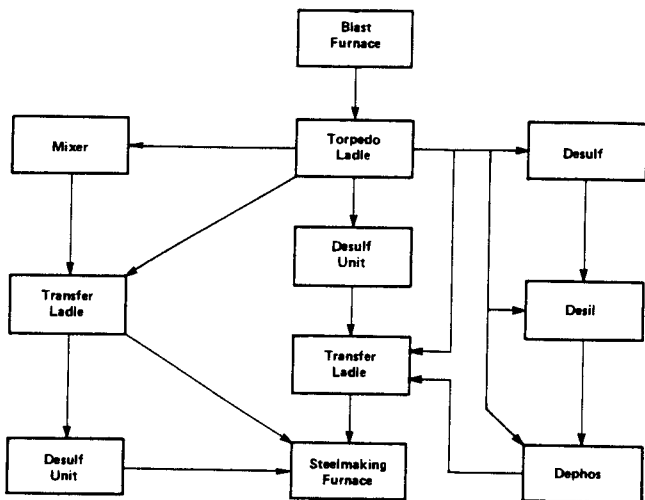 Blast
Furnace
Mixer
Torpedo
Ladle
Desulf
Desulf
Unit
Transfer
Ladle
Desil
Transfer
Ladle
Desulf
Unit
Steelmaking
Furnace
Dephos